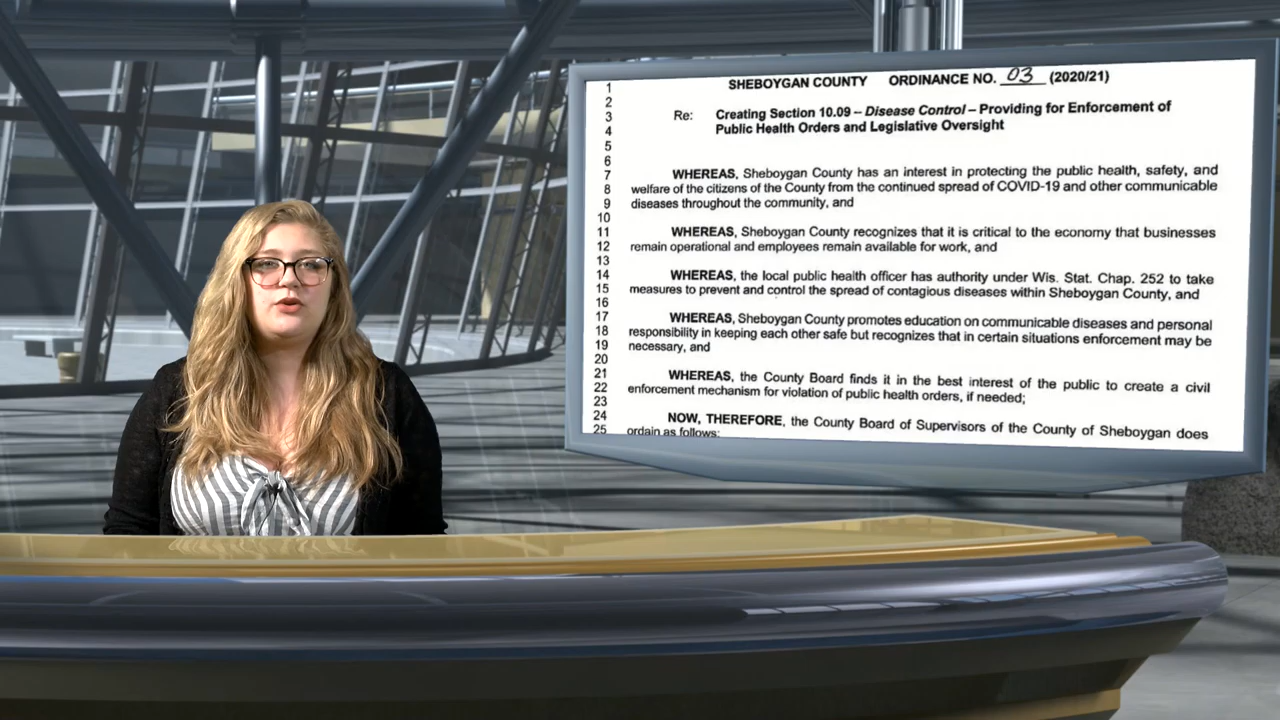 1 SHEBOYGAN COUNTY ORDINANCE NO. 03 (2020/21)
2
3 Re: Creating Section 10.09 – Disease Control – Providing for Enforcement of
4 Public Health Orders and Legislative Oversight
5
6
7 WHEREAS, Sheboygan County has an interest in protecting the public health, safety, and
8 welfare of the citizens of the County from the continued spread of COVID-19 and other communicable
9 diseases throughout the community, and
10
11 WHEREAS, Sheboygan County recognizes that it is critical to the economy that businesses
12 remain operational and employees remain available for work, and
13
14 WHEREAS, the local public health officer has authority under Wis. Stat. Chap. 252 to take
15 measures to prevent and control the spread of contagious diseases within Sheboygan County, and
16
17 WHEREAS, Sheboygan County promotes education on communicable diseases and personal
18 responsibility in keeping each other safe but recognizes that in certain situations enforcement may be
19 necessary, and
20
21 WHEREAS, the County Board finds it in the best interest of the public to create a civil
22 enforcement mechanism for violation of public health orders, if needed;
23
24 NOW, THEREFORE, the County Board of Supervisors of the County of Sheboygan does
25 ordain as follows: